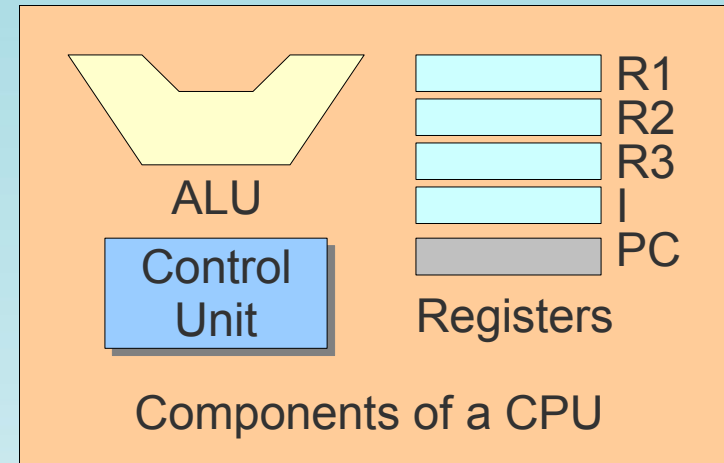 ALU
Control
Unit
R1
R2
R3
I
PC
Registers
Components of a CPU